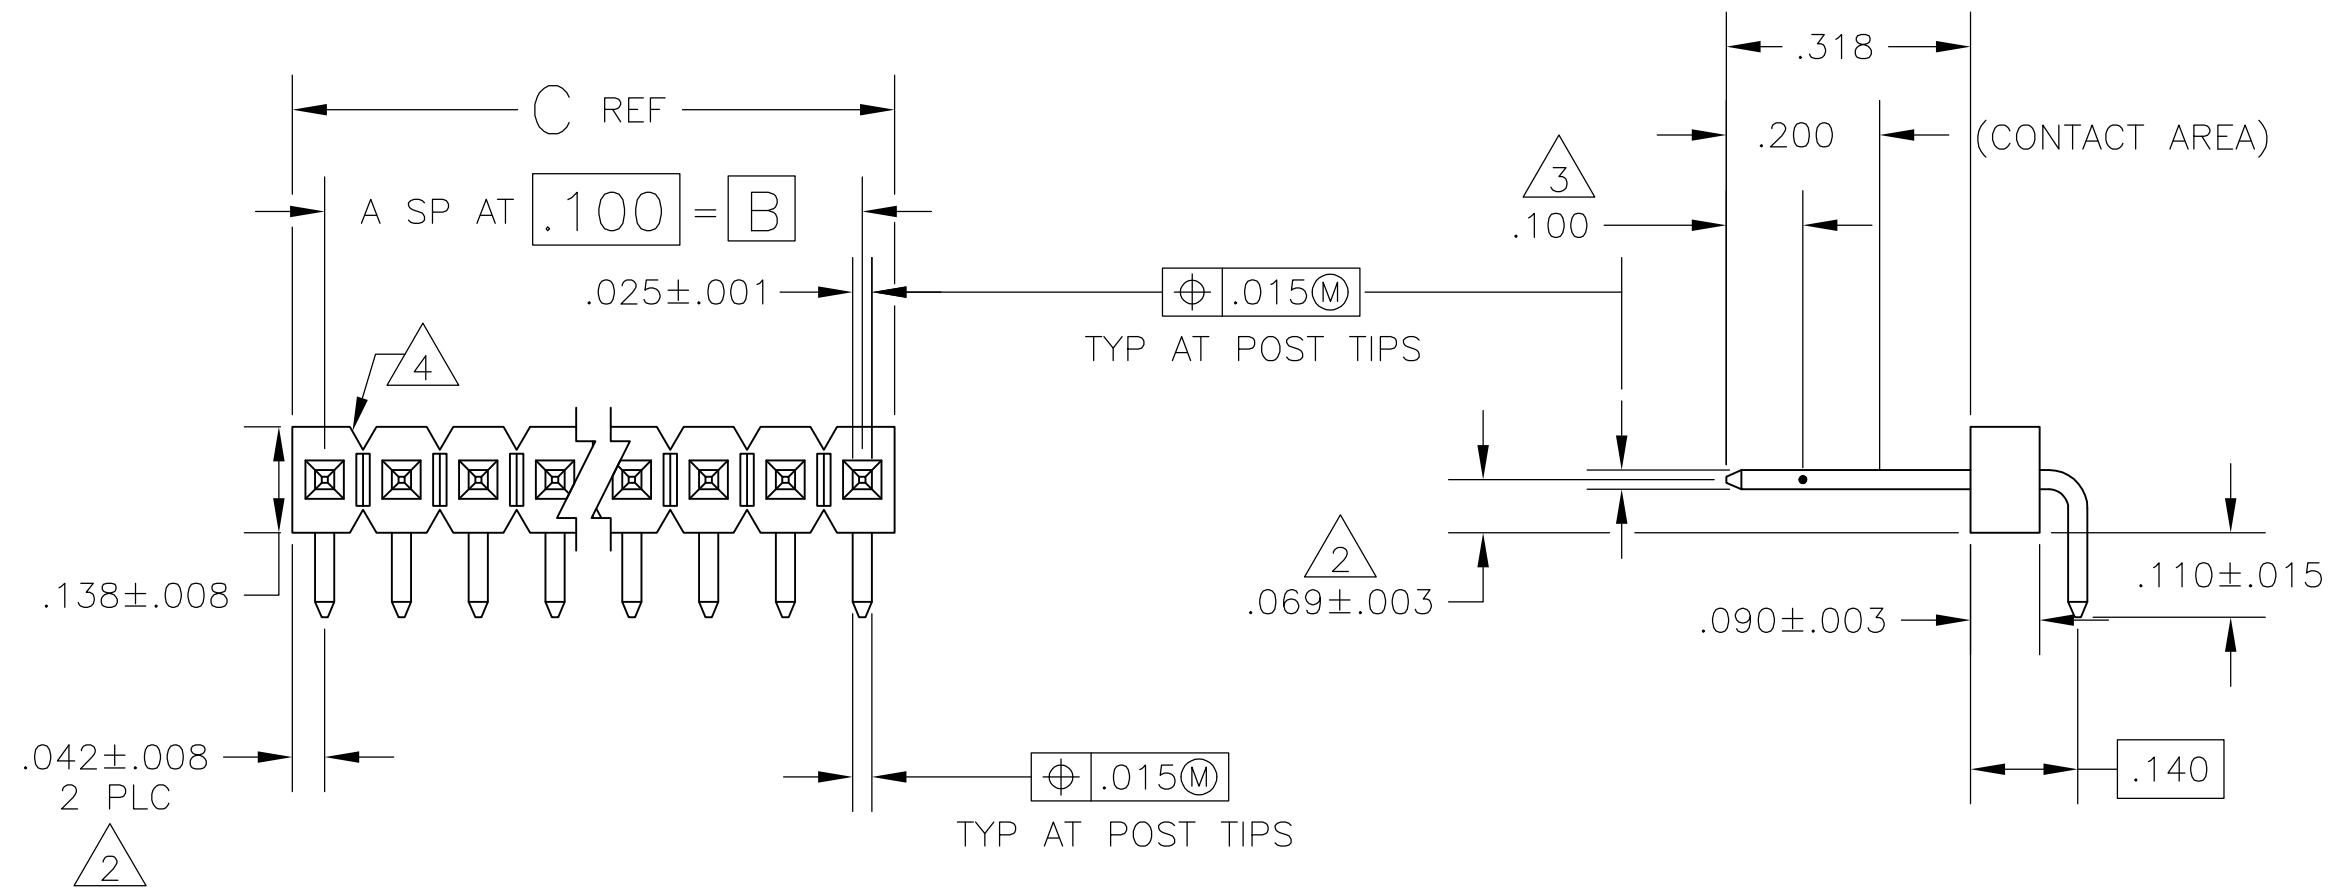 C REF
A SP AT .100 = B
.025±.001
4
.138±.008
.042±.008
2 PLC
2
⌖ .015Ⓜ
TYP AT POST TIPS
⌖ .015Ⓜ
TYP AT POST TIPS
.318
.200 (CONTACT AREA)
3
.100
2
.069±.003
.110±.015
.090±.003
.140